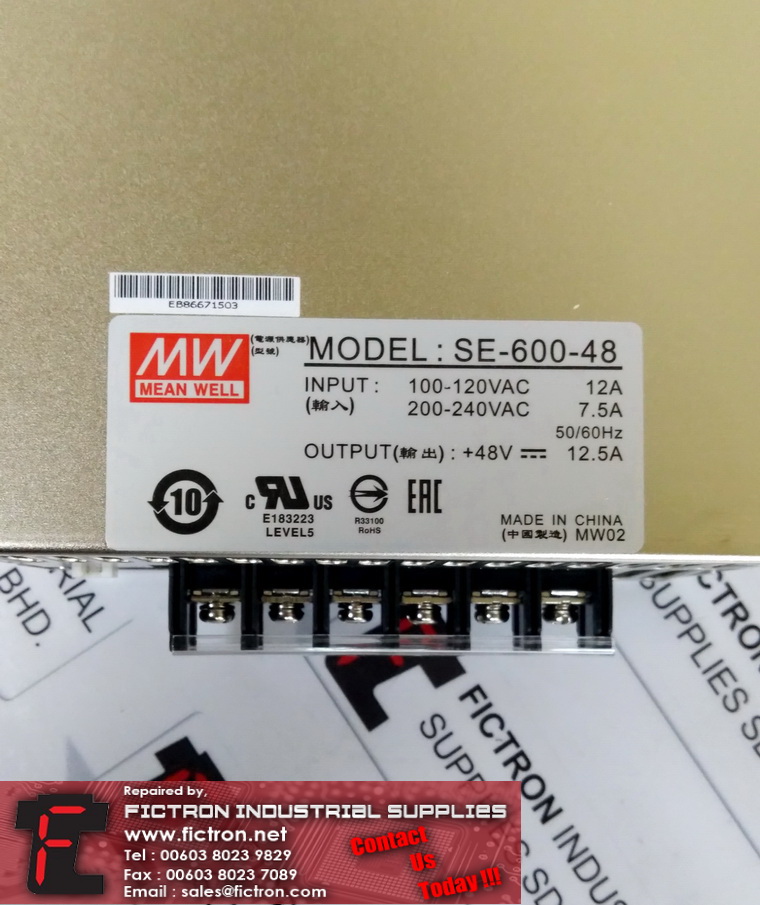 EB86671503
MW
MEAN WELL
(電源供應器)
(型號)
MODEL : SE-600-48
INPUT : 100-120VAC 12A
(輸入) 200-240VAC 7.5A
50/60Hz
OUTPUT(輸出) : +48V 12.5A
10
c RU US
E183223
LEVEL5
R33100
RoHS
EAC
MADE IN CHINA
(中國製造) MW02
RIAL
BHD.
FICTRON INDUS
SUPPLIES SD
CTRON
SUPPLIES SD
Repaired by,
FICTRON INDUSTRIAL SUPPLIES
www.fictron.net
Tel : 00603 8023 9829
Fax : 00603 8023 7089
Email : sales@fictron.com
Contact
Us
Today !!!